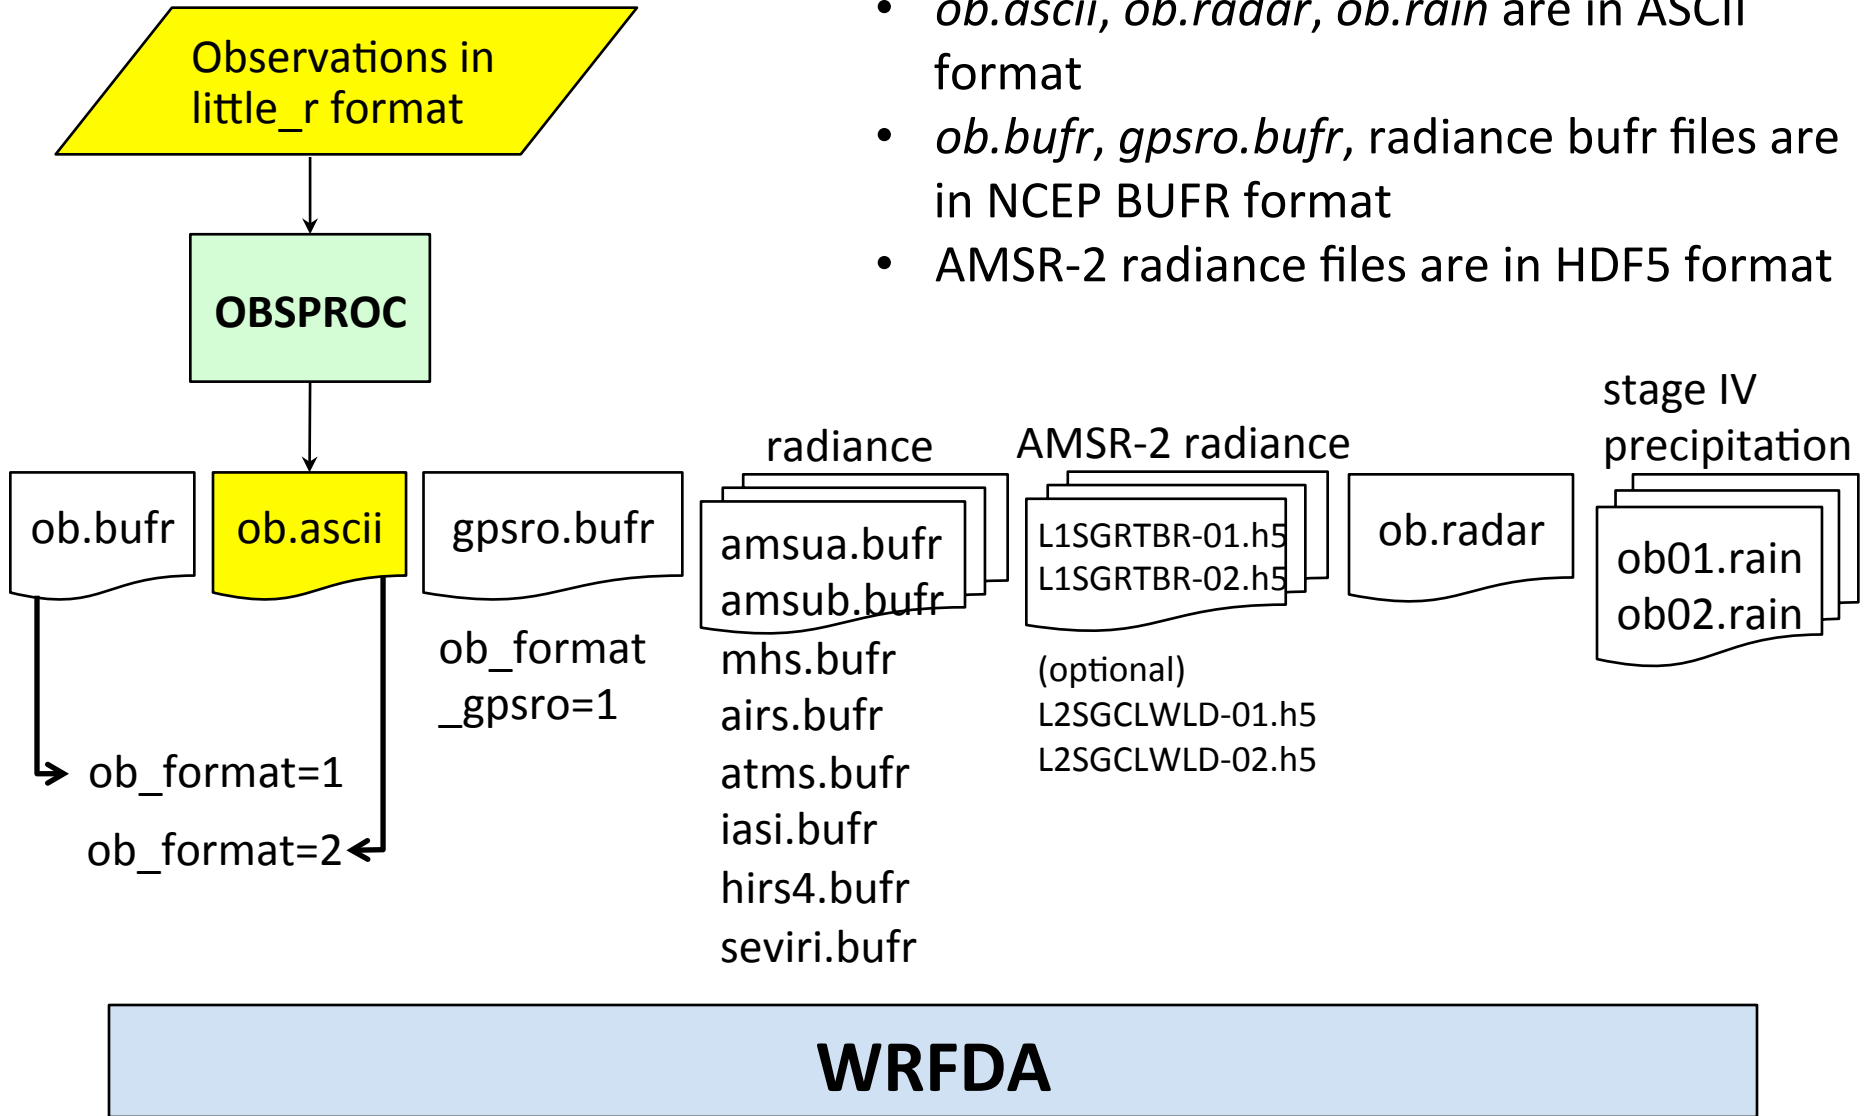 Observations in
little_r format
• ob.ascii, ob.radar, ob.rain are in ASCII
format
• ob.bufr, gpsro.bufr, radiance bufr files are
in NCEP BUFR format
• AMSR-2 radiance files are in HDF5 format
OBSPROC
ob.bufr
ob.ascii
gpsro.bufr
ob_format
_gpsro=1
ob_format=1
ob_format=2
radiance
amsua.bufr
amsub.bufr
mhs.bufr
airs.bufr
atms.bufr
iasi.bufr
hirs4.bufr
seviri.bufr
AMSR-2 radiance
L1SGRTBR-01.h5
L1SGRTBR-02.h5
(optional)
L2SGCLWLD-01.h5
L2SGCLWLD-02.h5
ob.radar
stage IV
precipitation
ob01.rain
ob02.rain
WRFDA